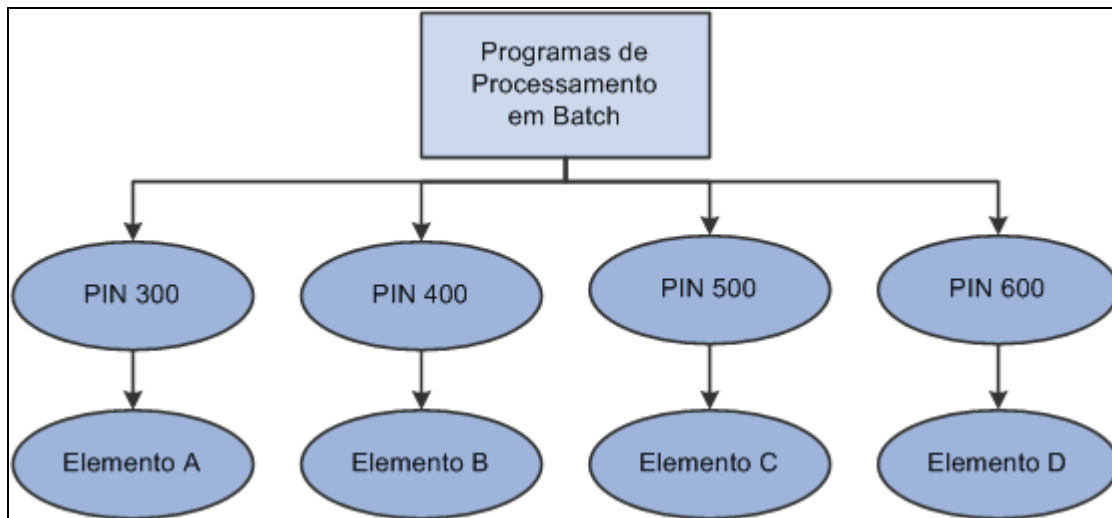 Programas de
Processamento
em Batch
PIN 300
PIN 400
PIN 500
PIN 600
Elemento A
Elemento B
Elemento C
Elemento D